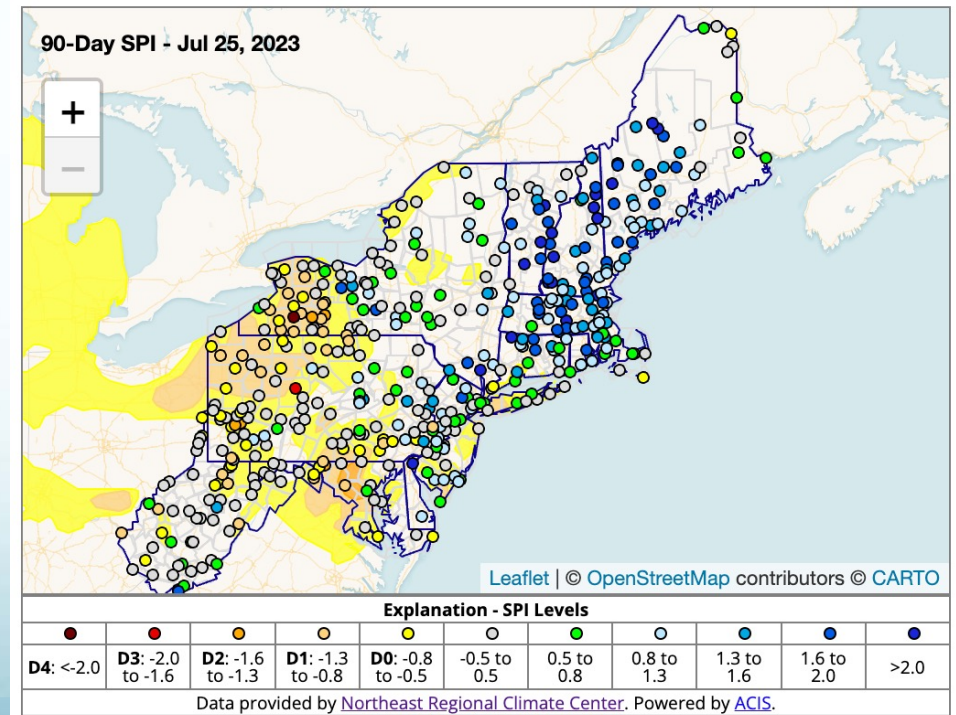 90-Day SPI - Jul 25, 2023
+
−
Leaflet | © OpenStreetMap contributors © CARTO
Explanation - SPI Levels
D4: <-2.0
D3: -2.0 to -1.6
D2: -1.6 to -1.3
D1: -1.3 to -0.8
D0: -0.8 to -0.5
-0.5 to 0.5
0.5 to 0.8
0.8 to 1.3
1.3 to 1.6
1.6 to 2.0
>2.0
Data provided by Northeast Regional Climate Center. Powered by ACIS.